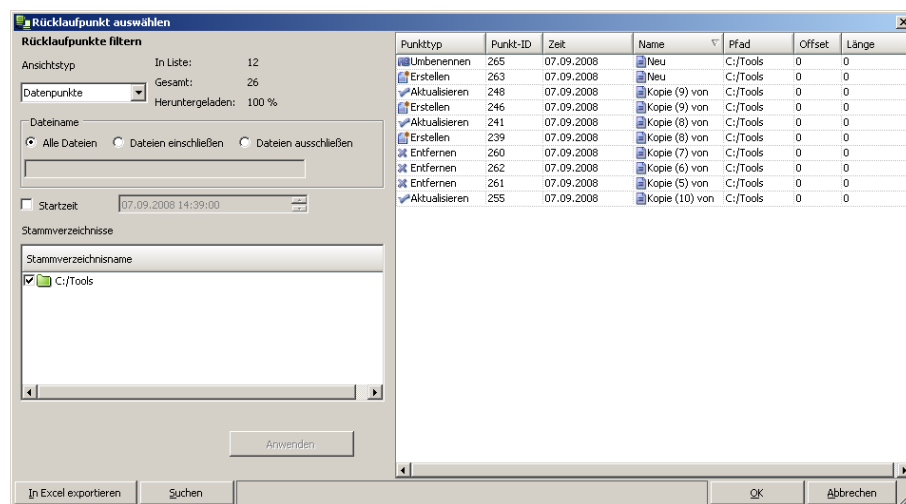 Rücklaufpunkt auswählen
Rücklaufpunkte filtern
Ansichtstyp
In Liste: 12
Gesamt: 26
Datenpunkte
Heruntergeladen: 100 %
Dateiname
Alle Dateien Dateien einschließen Dateien ausschließen
Startzeit 07.09.2008 14:39:00
Stammverzeichnisse
Stammverzeichnisname
C:/Tools
Anwenden
Punkttyp Punkt-ID Zeit Name Pfad Offset Länge
Umbenennen 265 07.09.2008 Neu C:/Tools 0 0
Erstellen 263 07.09.2008 Neu C:/Tools 0 0
Aktualisieren 248 07.09.2008 Kopie (9) von C:/Tools 0 0
Erstellen 246 07.09.2008 Kopie (9) von C:/Tools 0 0
Aktualisieren 241 07.09.2008 Kopie (8) von C:/Tools 0 0
Erstellen 239 07.09.2008 Kopie (8) von C:/Tools 0 0
Entfernen 260 07.09.2008 Kopie (7) von C:/Tools 0 0
Entfernen 262 07.09.2008 Kopie (6) von C:/Tools 0 0
Entfernen 261 07.09.2008 Kopie (5) von C:/Tools 0 0
Aktualisieren 255 07.09.2008 Kopie (10) von C:/Tools 0 0
In Excel exportieren Suchen OK Abbrechen